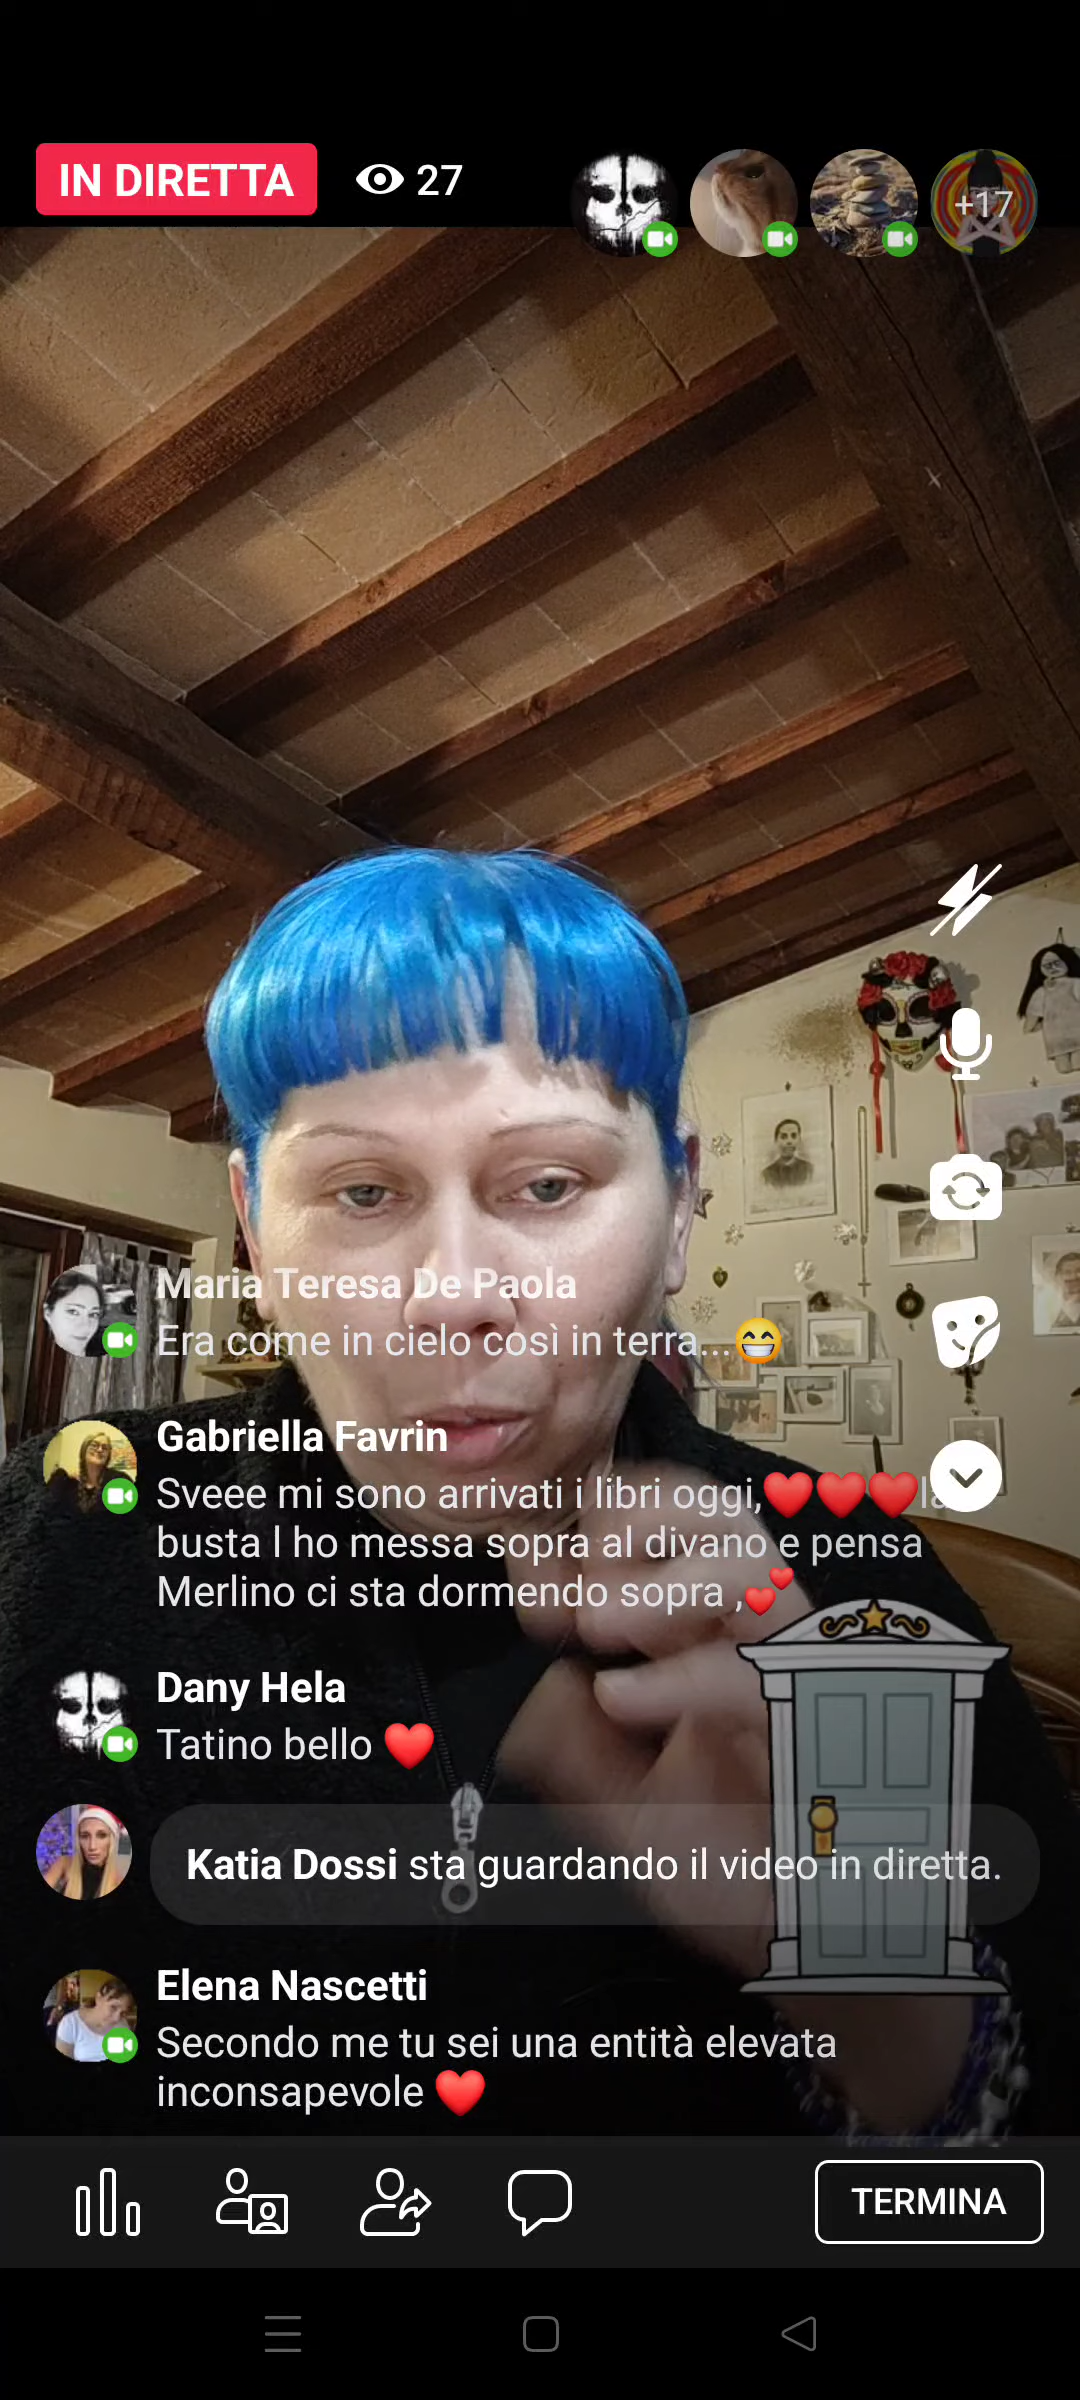 IN DIRETTA
27
+17
Maria Teresa De Paola
Era come in cielo così in terra...😁
Gabriella Favrin
Sveee mi sono arrivati i libri oggi,❤️❤️❤️la
busta l ho messa sopra al divano e pensa
Merlino ci sta dormendo sopra ,💕
Dany Hela
Tatino bello ❤️
Katia Dossi sta guardando il video in diretta.
Elena Nascetti
Secondo me tu sei una entità elevata
inconsapevole ❤️
TERMINA